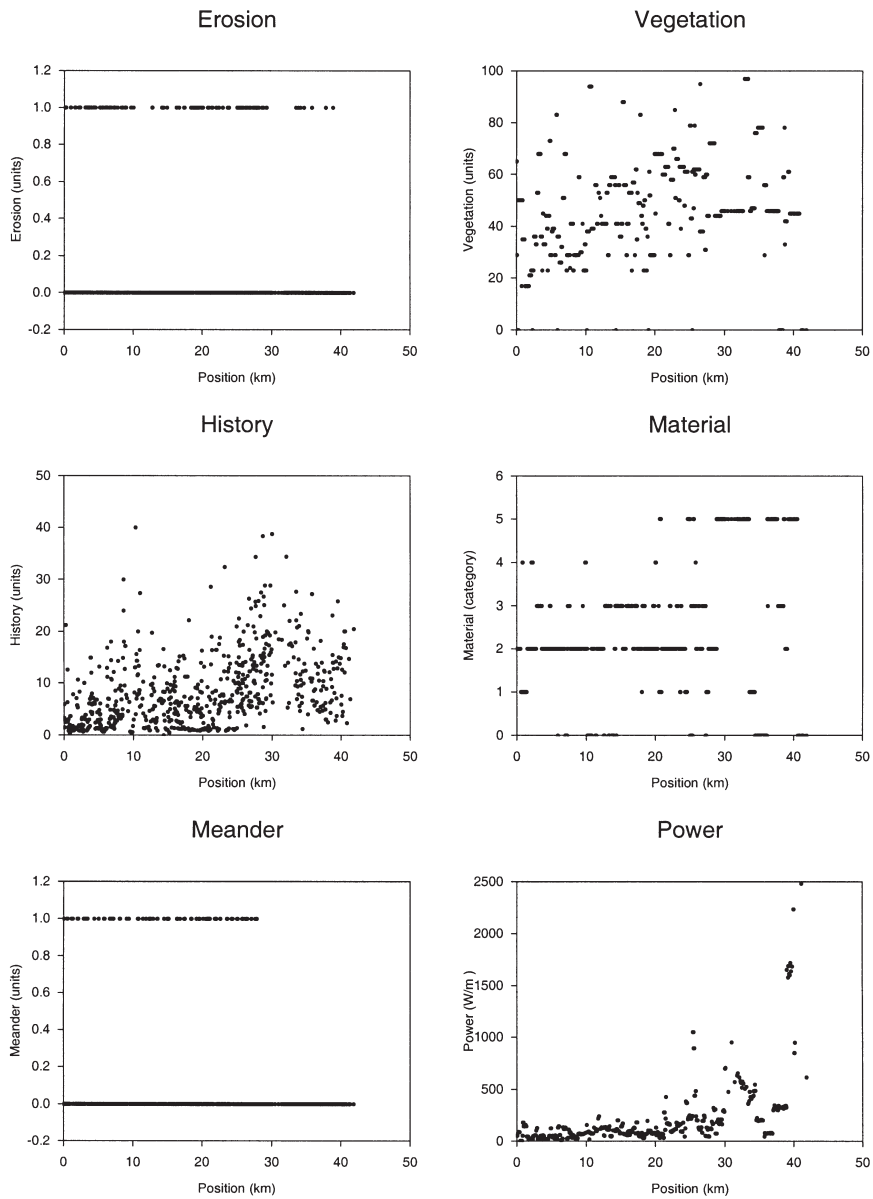 Erosion
Vegetation
1.2
1.0
0.8
0.6
0.4
0.2
0.0
-0.2
Erosion (units)
0 10 20 30 40 50
Position (km)
100
80
60
40
20
0
Vegetation (units)
0 10 20 30 40 50
Position (km)
History
Material
50
40
30
20
10
0
History (units)
0 10 20 30 40 50
Position (km)
6
5
4
3
2
1
0
Material (category)
0 10 20 30 40 50
Position (km)
Meander
Power
1.2
1.0
0.8
0.6
0.4
0.2
0.0
-0.2
Meander (units)
0 10 20 30 40 50
Position (km)
2500
2000
1500
1000
500
0
Power (W/m )
0 10 20 30 40 50
Position (km)